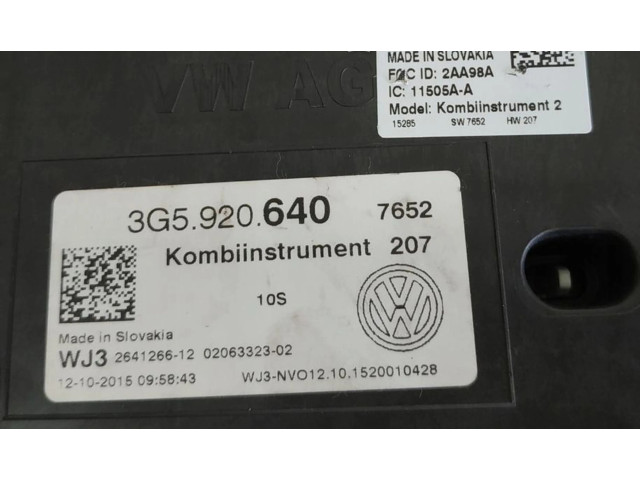 VW AG
MADE IN SLOVAKIA
FCC ID: 2AA98A
IC: 11505A-A
Model: Kombiinstrument 2
15285 SW 7652 HW 207
3G5.920.640 7652
Kombiinstrument 207
10S
Made in Slovakia
WJ3 2641266-12 02063323-02
12-10-2015 09:58:43 WJ3-NVO12.10.1520010428